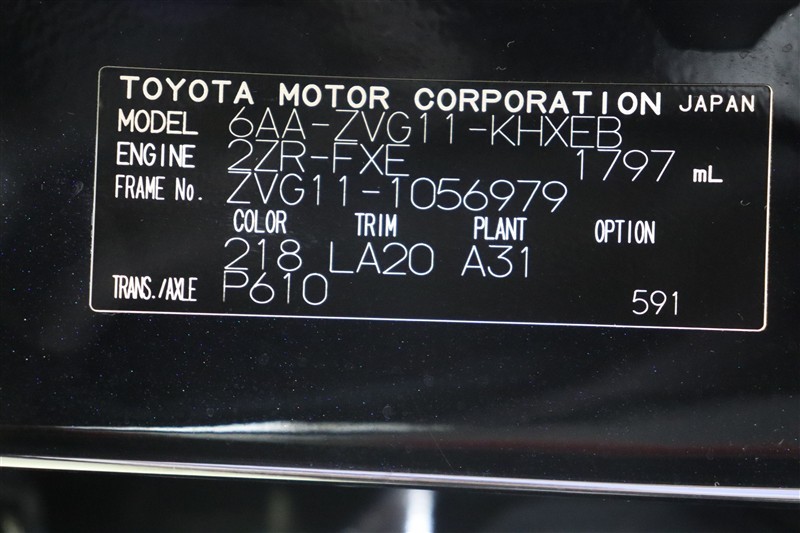 TOYOTA MOTOR CORPORATION JAPAN
MODEL 6AA-ZVG11-KHXEB
ENGINE 2ZR-FXE 1797 mL
FRAME No. ZVG11-1056979
COLOR TRIM PLANT OPTION
218 LA20 A31
TRANS./AXLE P610 591